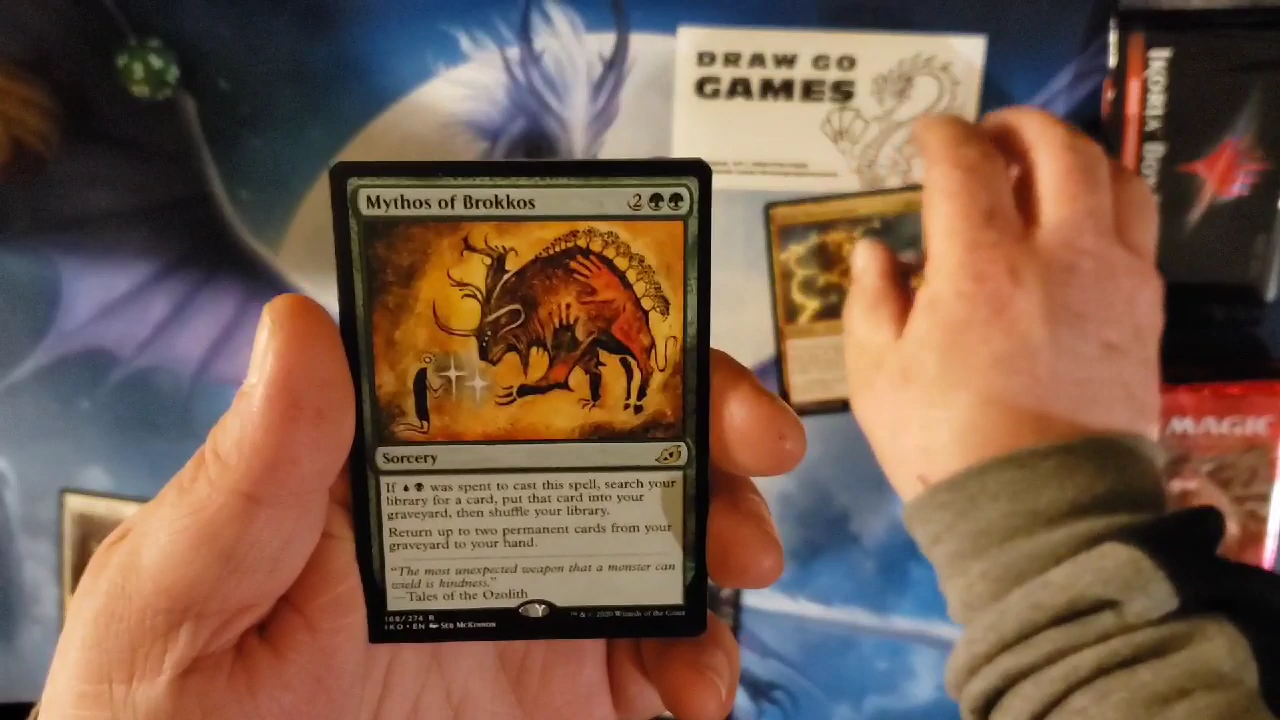 DRAW GO
GAMES
Mythos of Brokkos 2
Sorcery
If was spent to cast this spell, search your
library for a card, put that card into your
graveyard, then shuffle your library.
Return up to two permanent cards from your
graveyard to your hand.
"The most unexpected weapon that a monster can
wield is kindness."
—Tales of the Ozolith
168/274 R
IKO • EN Seb McKinnon
™ & © 2020 Wizards of the Coast
IKORIA
MAGIC